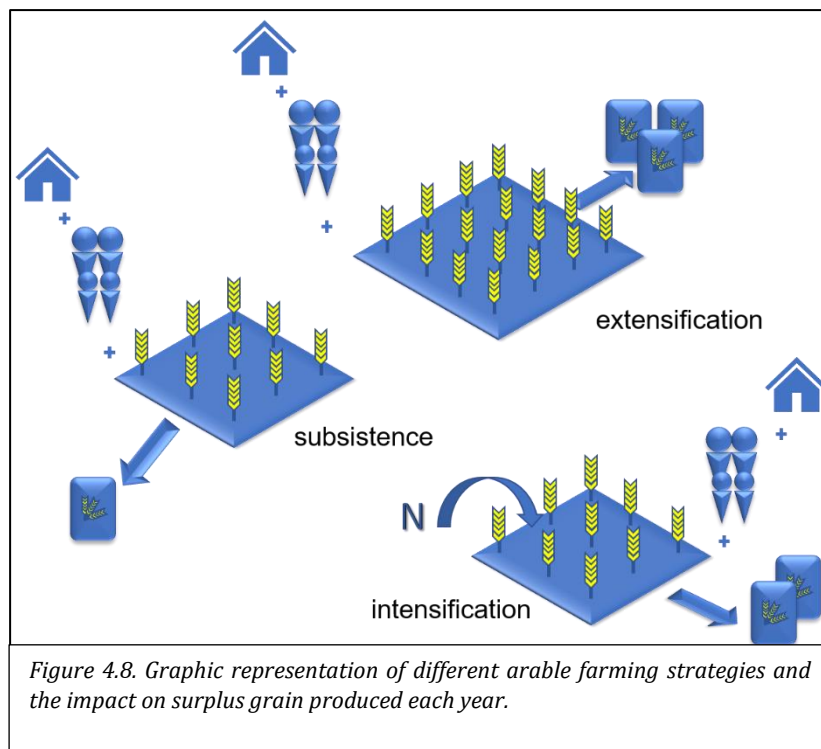 extensification
subsistence
N
intensification
Figure 4.8. Graphic representation of different arable farming strategies and
the impact on surplus grain produced each year.